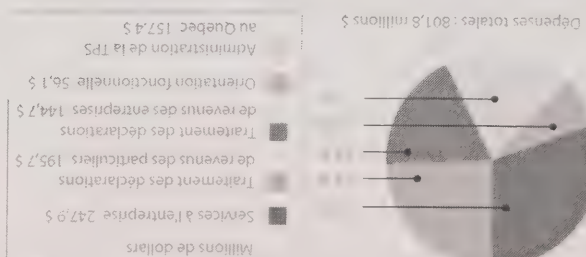 Millions de dollars
Services à l'entreprise 247,9 $
Traitement des déclarations
de revenus des particuliers 195,7 $
Traitement des déclarations
de revenus des entreprises 144,7 $
Orientation fonctionnelle 56,1 $
Administration de la TPS
au Québec 157.4 $
Dépenses totales : 801,8 millions $